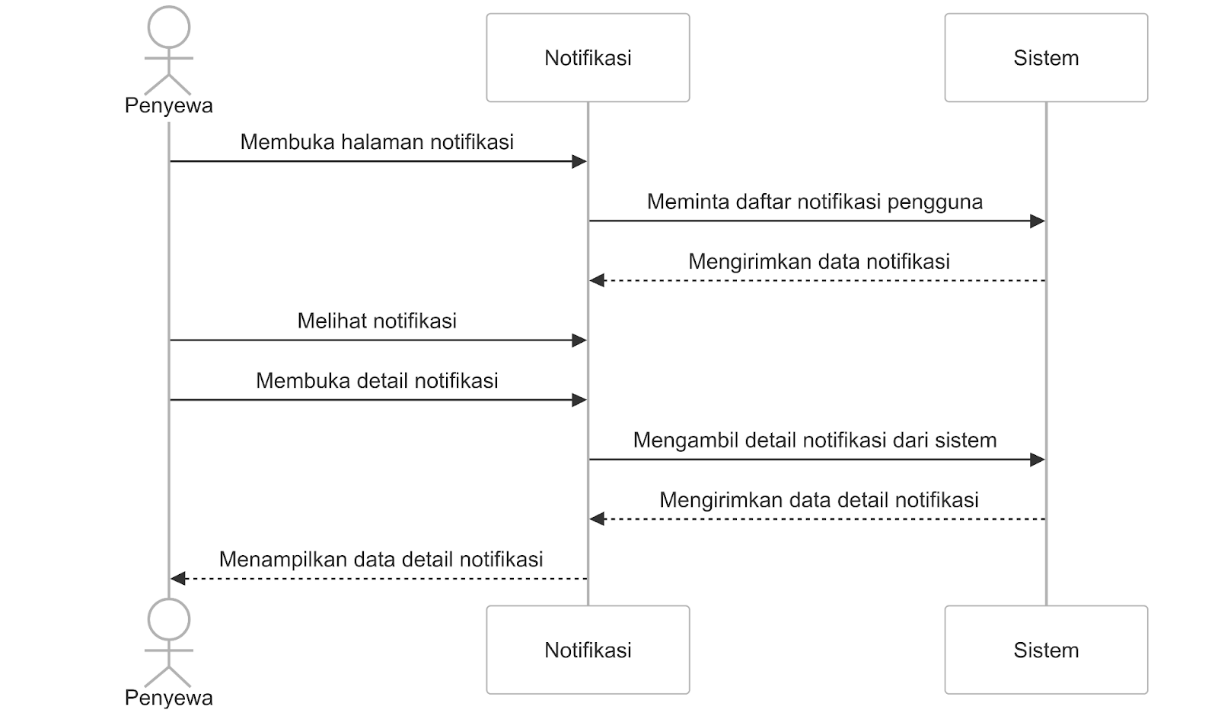 Penyewa
Notifikasi
Sistem
Membuka halaman notifikasi
Meminta daftar notifikasi pengguna
Mengirimkan data notifikasi
Melihat notifikasi
Membuka detail notifikasi
Mengambil detail notifikasi dari sistem
Mengirimkan data detail notifikasi
Menampilkan data detail notifikasi
Penyewa
Notifikasi
Sistem